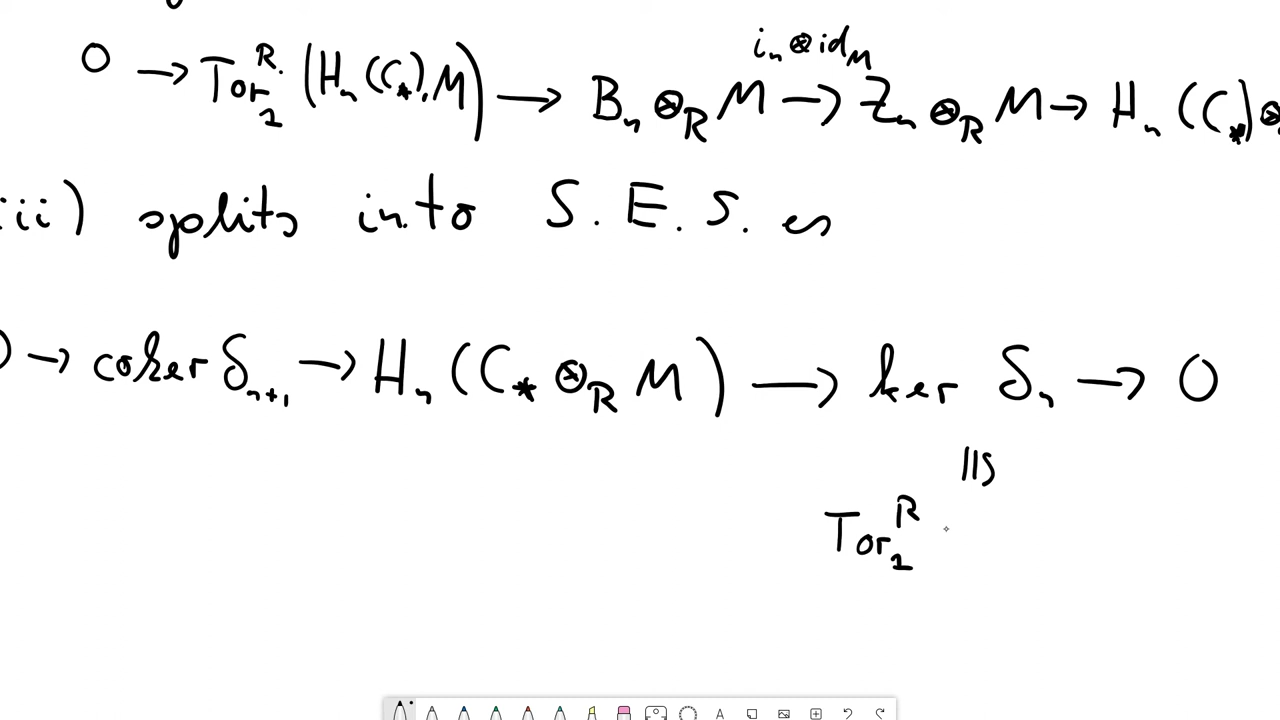 i_n ⊗ id_M
0 → Tor_1^R (H_n (C_*), M) → B_n ⊗_R M → Z_n ⊗_R M → H_n (C_*) ⊗
iii) splits into S.E.S. es
0 → coker δ_{n+1} → H_n (C_* ⊗_R M) → ker δ_n → 0
≅
Tor_1^R